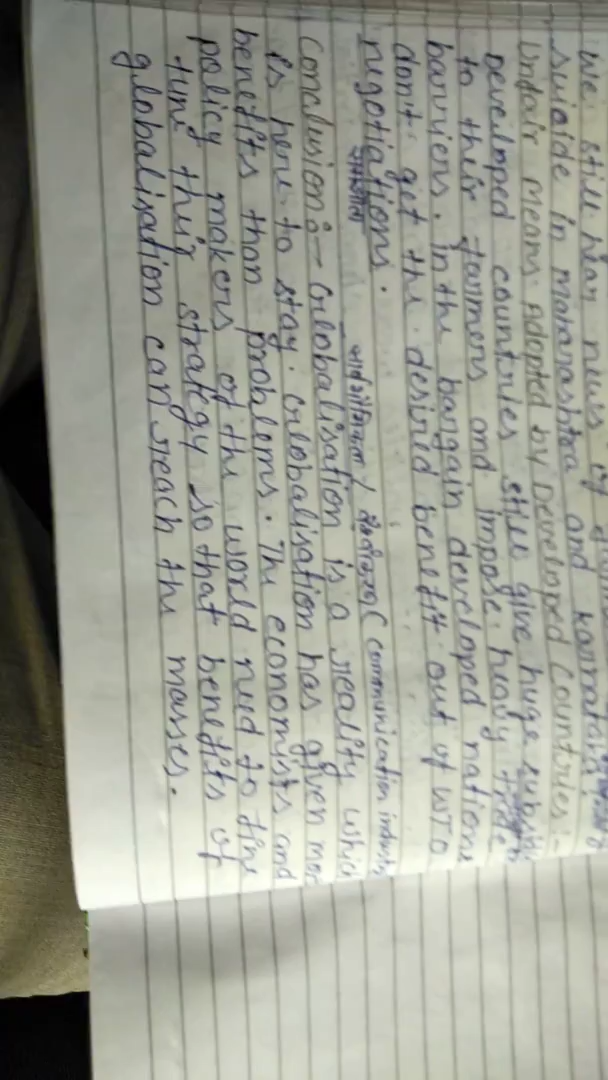 we still hear news of
suicide in maharashtra and karnataka
Unfair means Adopted by Developed Countries :-
Developed countries still give huge
to their farmers and impose heavy trade
barriers. In the bargain developed nations
don't get the desired benefit out of WTO
negotiations.
(communication
Conclusion :- Globalisation is a reality which
is here to stay. Globalisation has given more
benefits than problems. The economists and
policy makers of the world need to fine
tune their strategy so that benefits of
globalisation can reach the masses.